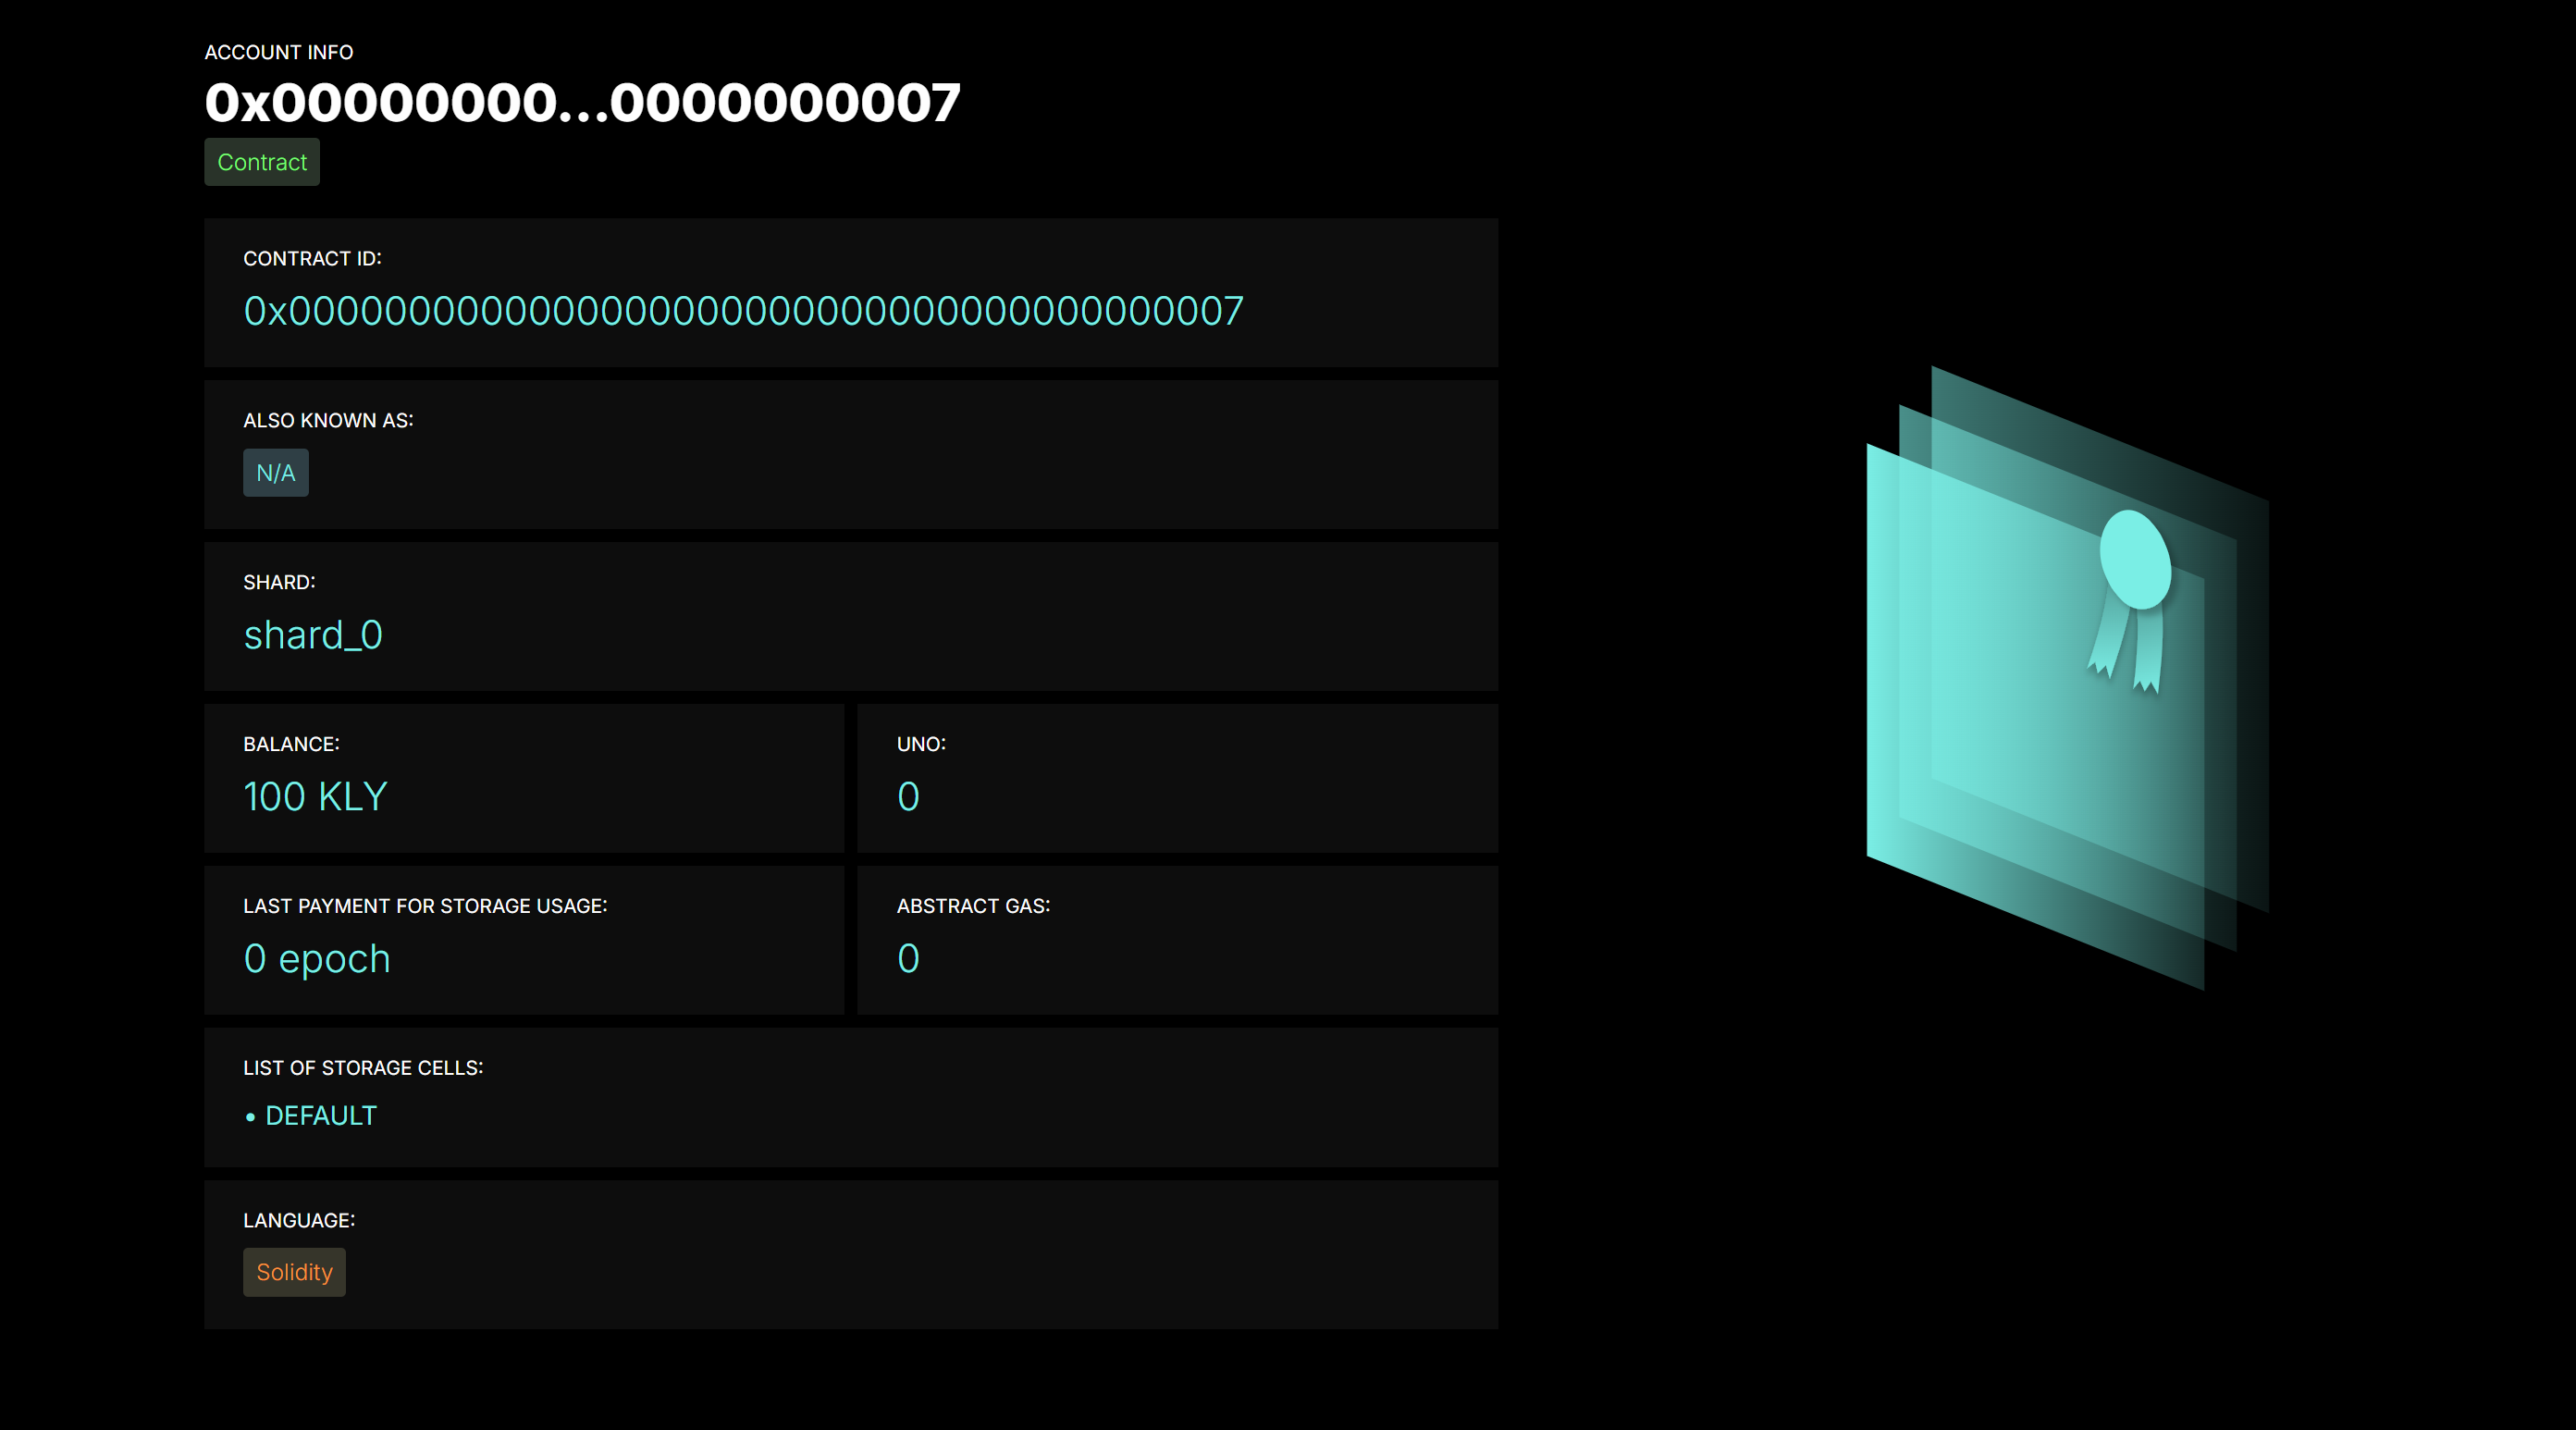 ACCOUNT INFO
0x00000000...0000000007
Contract
CONTRACT ID:
0x0000000000000000000000000000000000000007
ALSO KNOWN AS:
N/A
SHARD:
shard_0
BALANCE:
100 KLY
UNO:
0
LAST PAYMENT FOR STORAGE USAGE:
0 epoch
ABSTRACT GAS:
0
LIST OF STORAGE CELLS:
• DEFAULT
LANGUAGE:
Solidity